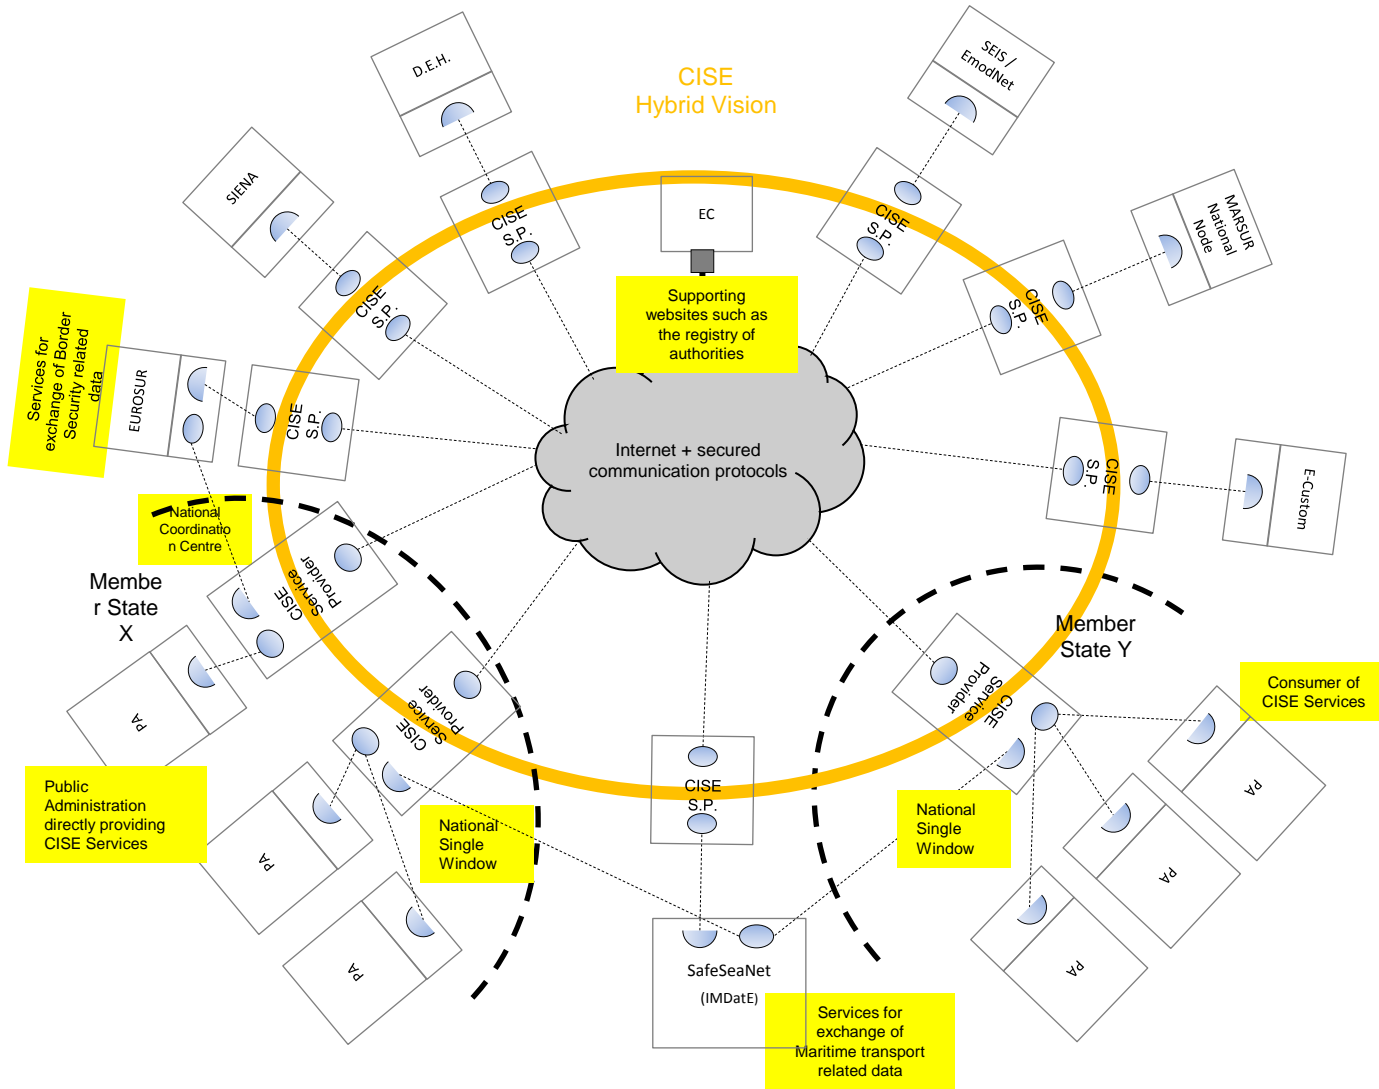 CISE
Hybrid Vision
D.E.H.
SEIS /
EmodNet
SIENA
MARSUR
National
Node
EC
CISE
S.P.
CISE
S.P.
CISE
S.P.
CISE
S.P
CISE
S.P.
CISE
S.P.
Supporting
websites such as
the registry of
authorities
Services for
exchange of Border
Security related
data
EUROSUR
Internet + secured
communication protocols
E-Custom
National
Coordinatio
n Centre
Membe
r State
X
CISE
Service
Provider
Member
State Y
CISE
Service
Provider
CISE
Service
Provider
Consumer of
CISE Services
PA
PA
PA
PA
PA
PA
Public
Administration
directly providing
CISE Services
National
Single
Window
CISE
S.P.
National
Single
Window
SafeSeaNet
(IMDatE)
Services for
exchange of
Maritime transport
related data